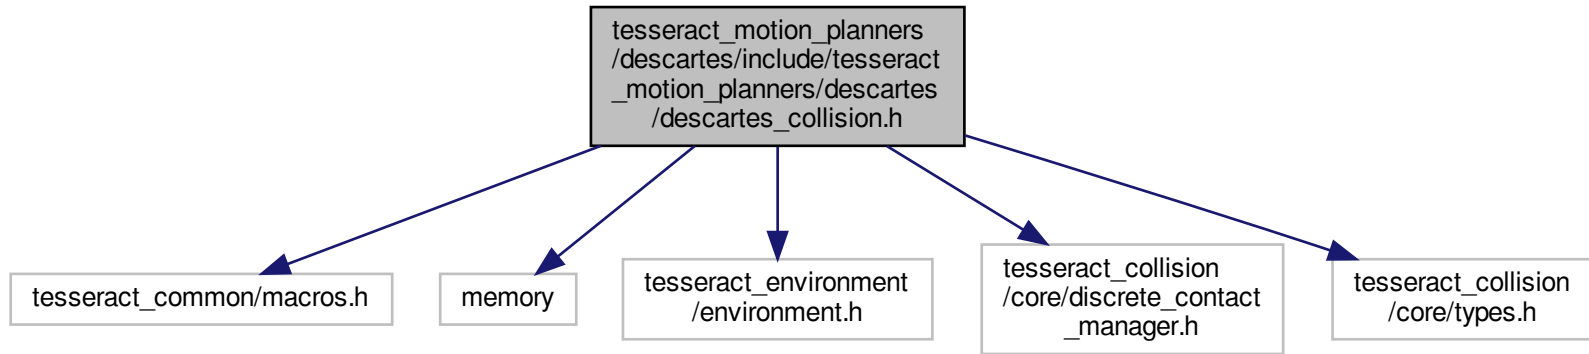 tesseract_motion_planners
/descartes/include/tesseract
_motion_planners/descartes
/descartes_collision.h
tesseract_common/macros.h
memory
tesseract_environment
/environment.h
tesseract_collision
/core/discrete_contact
_manager.h
tesseract_collision
/core/types.h